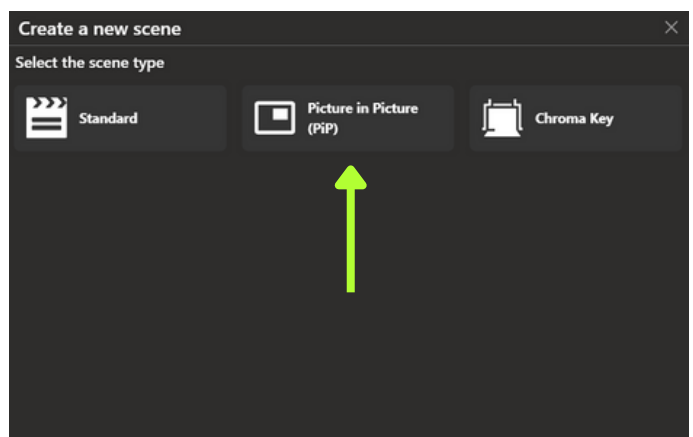 Create a new scene
Select the scene type
Standard
Picture in Picture
(PiP)
Chroma Key